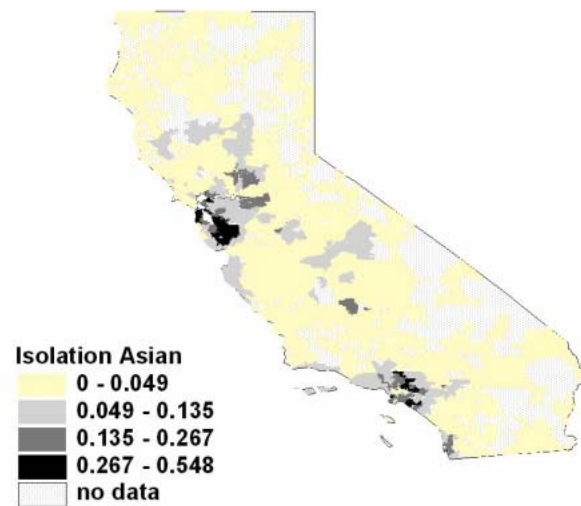 Isolation Asian
0 - 0.049
0.049 - 0.135
0.135 - 0.267
0.267 - 0.548
no data